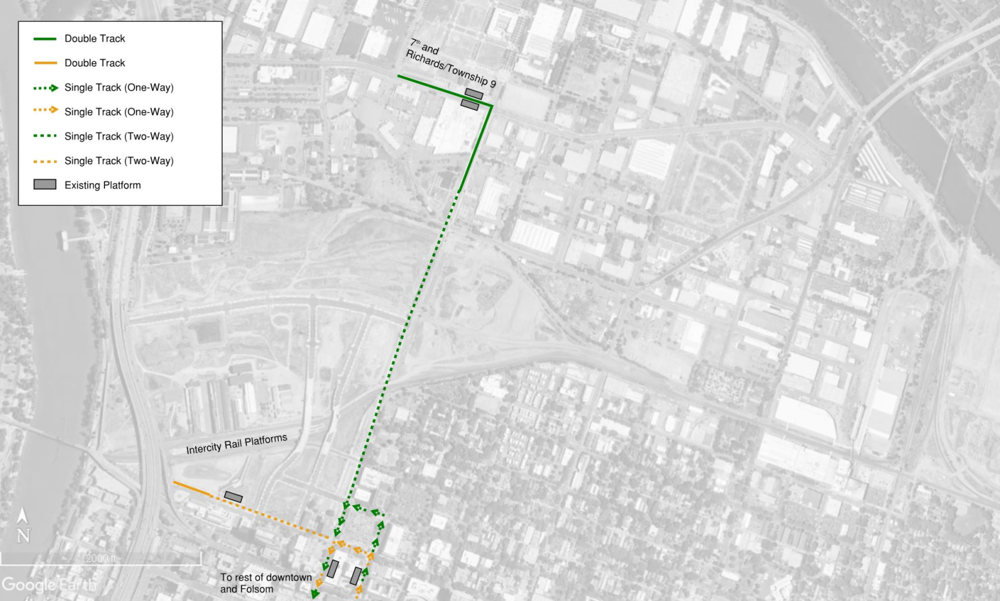 Double Track
Double Track
Single Track (One-Way)
Single Track (One-Way)
Single Track (Two-Way)
Single Track (Two-Way)
Existing Platform
7th and
Richards/Township 9
Intercity Rail Platforms
N
2000 ft
Google Earth
To rest of downtown
and Folsom